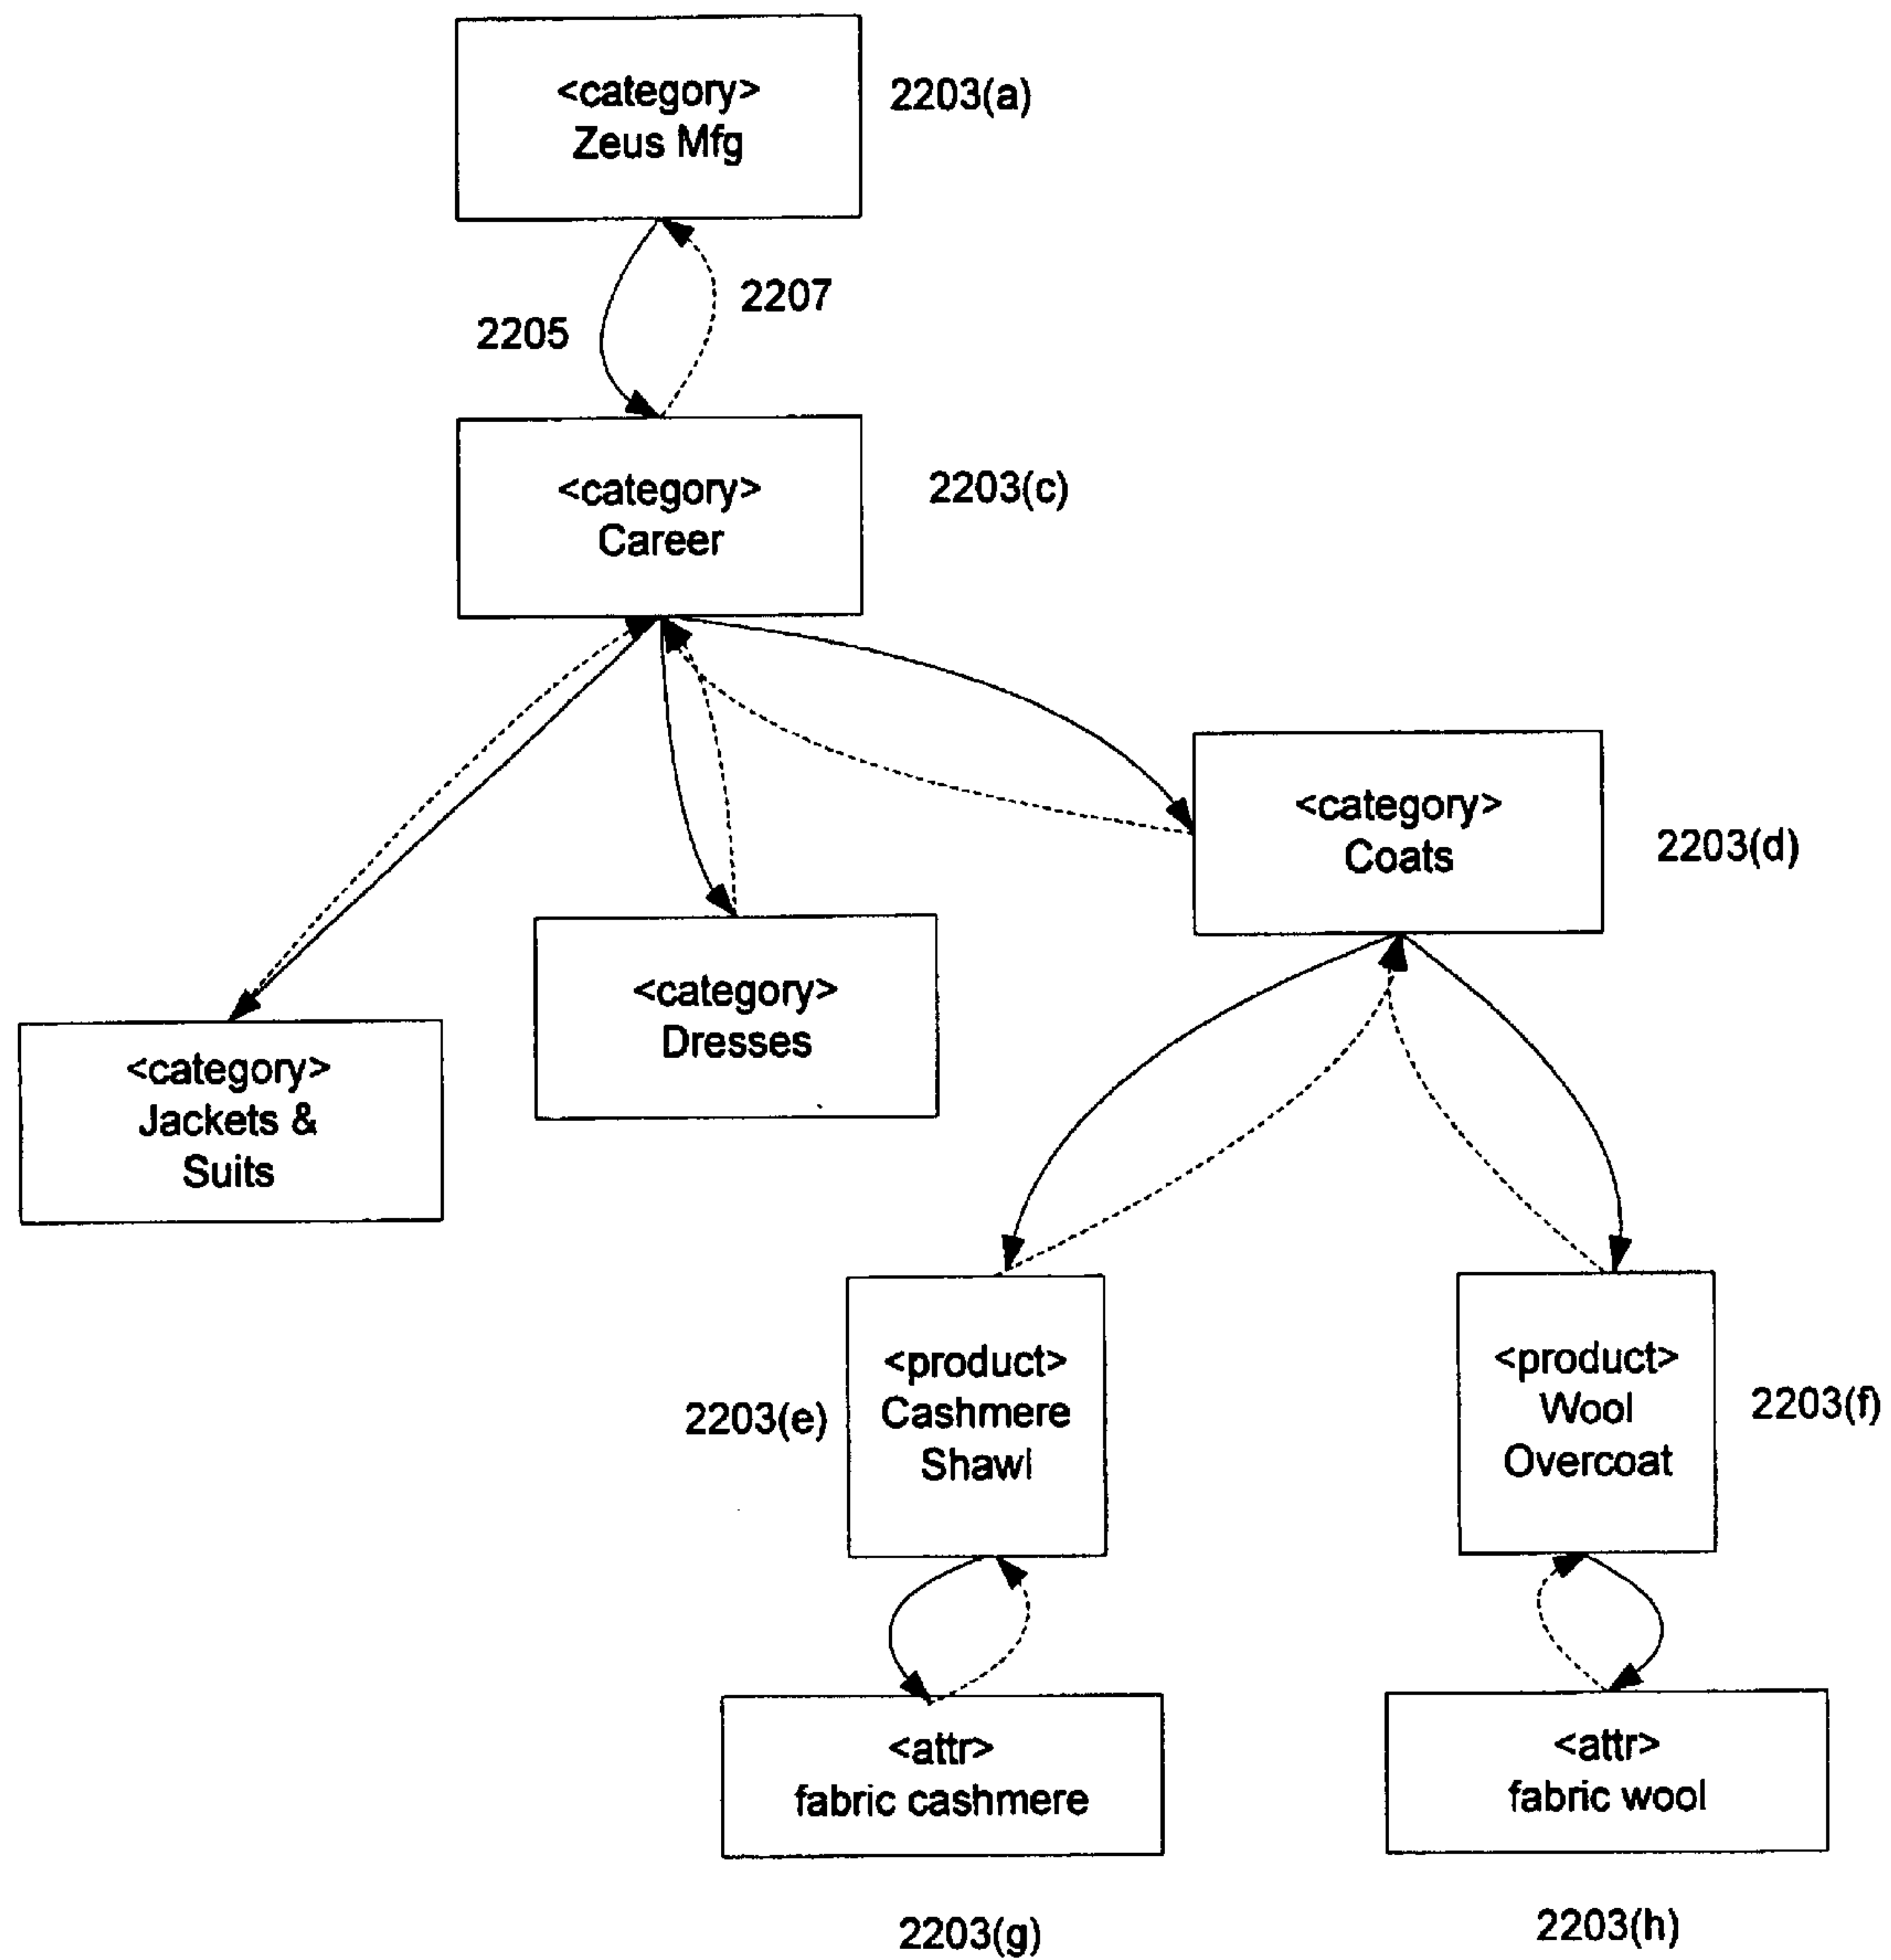 <category>
Zeus Mfg
2203(a)
2207
2205
<category>
Career
2203(c)
<category>
Coats
2203(d)
<category>
Dresses
<category>
Jackets &
Suits
<product>
Cashmere
Shawl
2203(e)
<product>
Wool
Overcoat
2203(f)
<attr>
fabric cashmere
<attr>
fabric wool
2203(g)
2203(h)